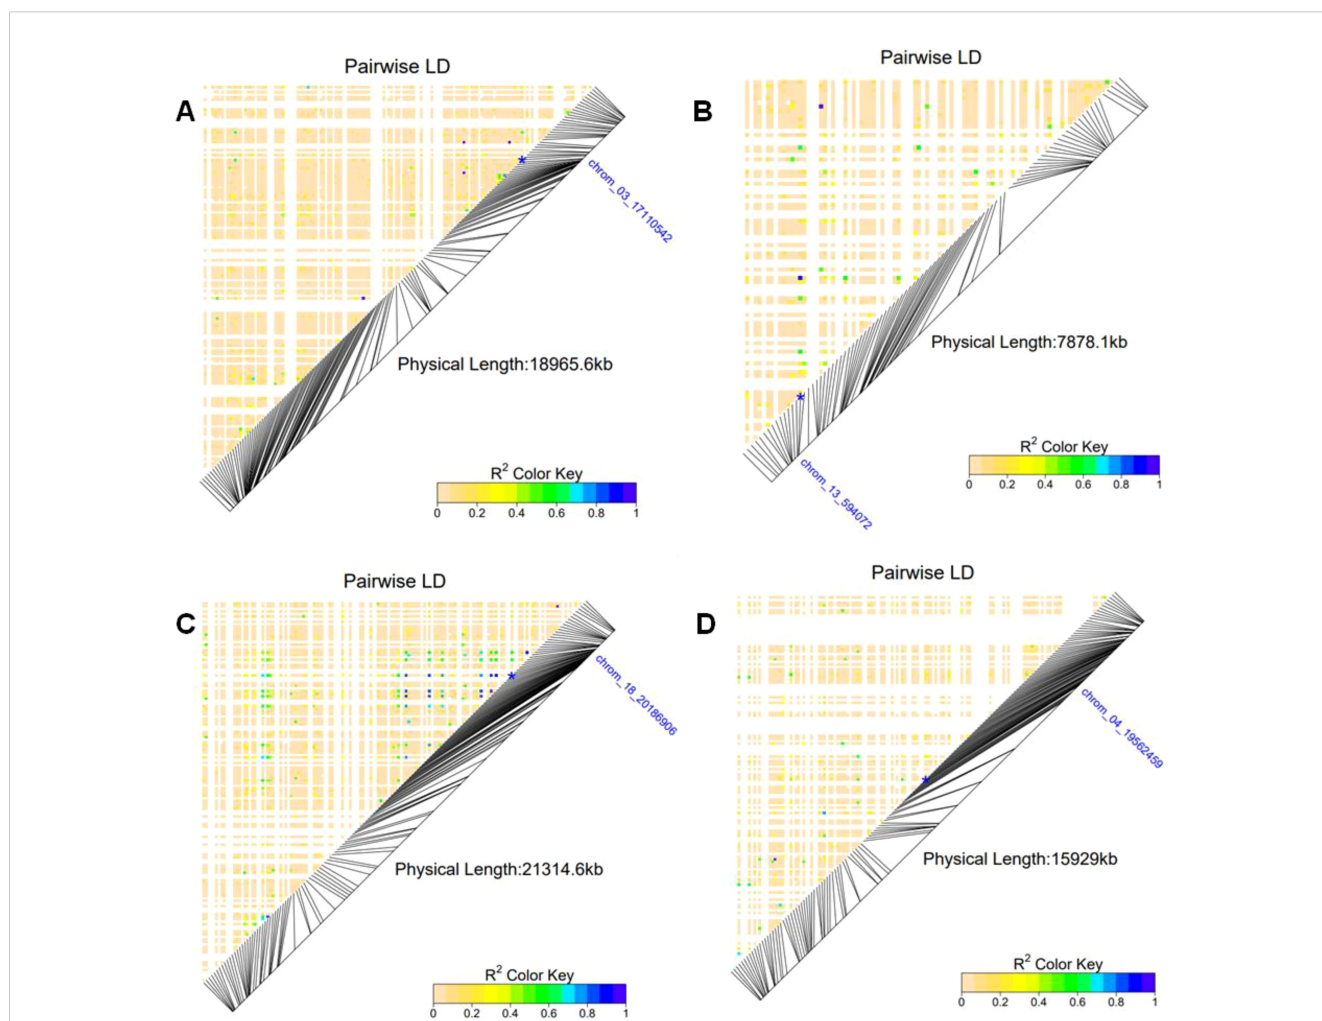 A
Pairwise LD
*
chrom_03_17110542
Physical Length:18965.6kb
R2 Color Key
0 0.2 0.4 0.6 0.8 1
B
Pairwise LD
*
chrom_13_594072
Physical Length:7878.1kb
R2 Color Key
0 0.2 0.4 0.6 0.8 1
C
Pairwise LD
*
chrom_18_20186906
Physical Length:21314.6kb
R2 Color Key
0 0.2 0.4 0.6 0.8 1
D
Pairwise LD
*
chrom_04_19562459
Physical Length:15929kb
R2 Color Key
0 0.2 0.4 0.6 0.8 1